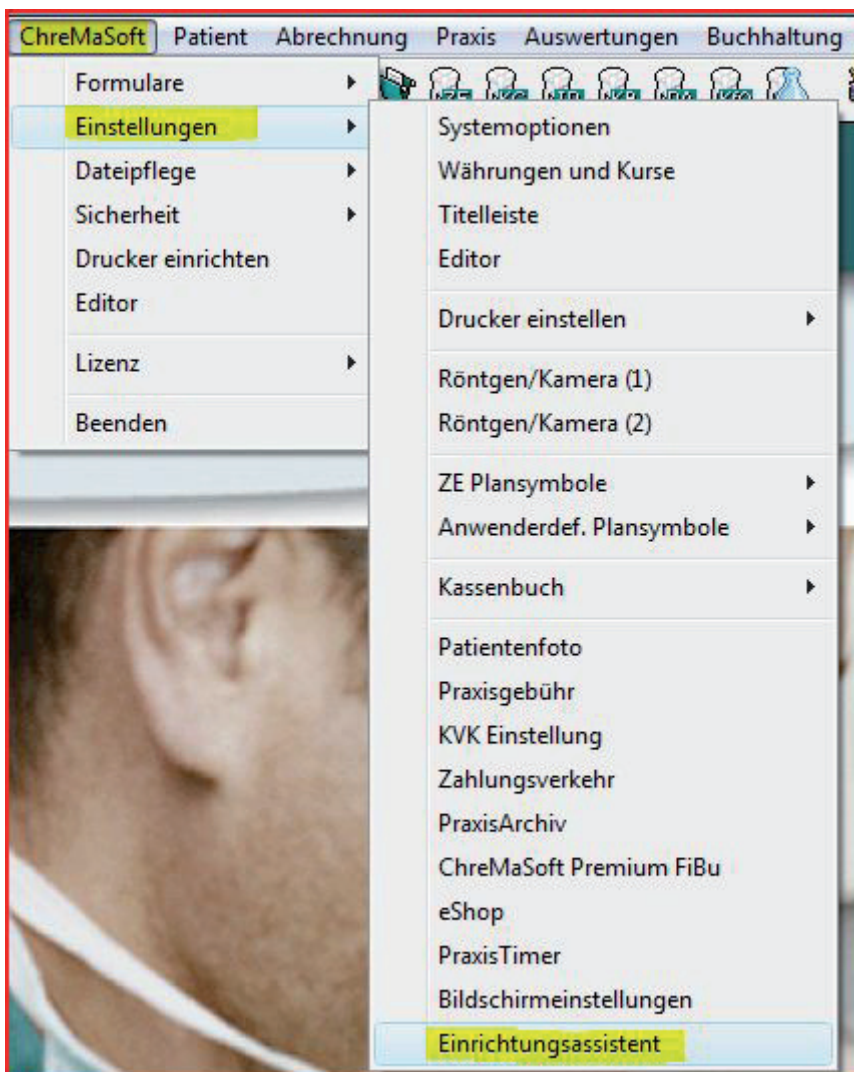 ChreMaSoft Patient Abrechnung Praxis Auswertungen Buchhaltung
Formulare
Einstellungen
Dateipflege
Sicherheit
Drucker einrichten
Editor
Lizenz
Beenden
Systemoptionen
Währungen und Kurse
Titelleiste
Editor
Drucker einstellen
Röntgen/Kamera (1)
Röntgen/Kamera (2)
ZE Plansymbole
Anwenderdef. Plansymbole
Kassenbuch
Patientenfoto
Praxisgebühr
KVK Einstellung
Zahlungsverkehr
PraxisArchiv
ChreMaSoft Premium FiBu
eShop
PraxisTimer
Bildschirmeinstellungen
Einrichtungsassistent